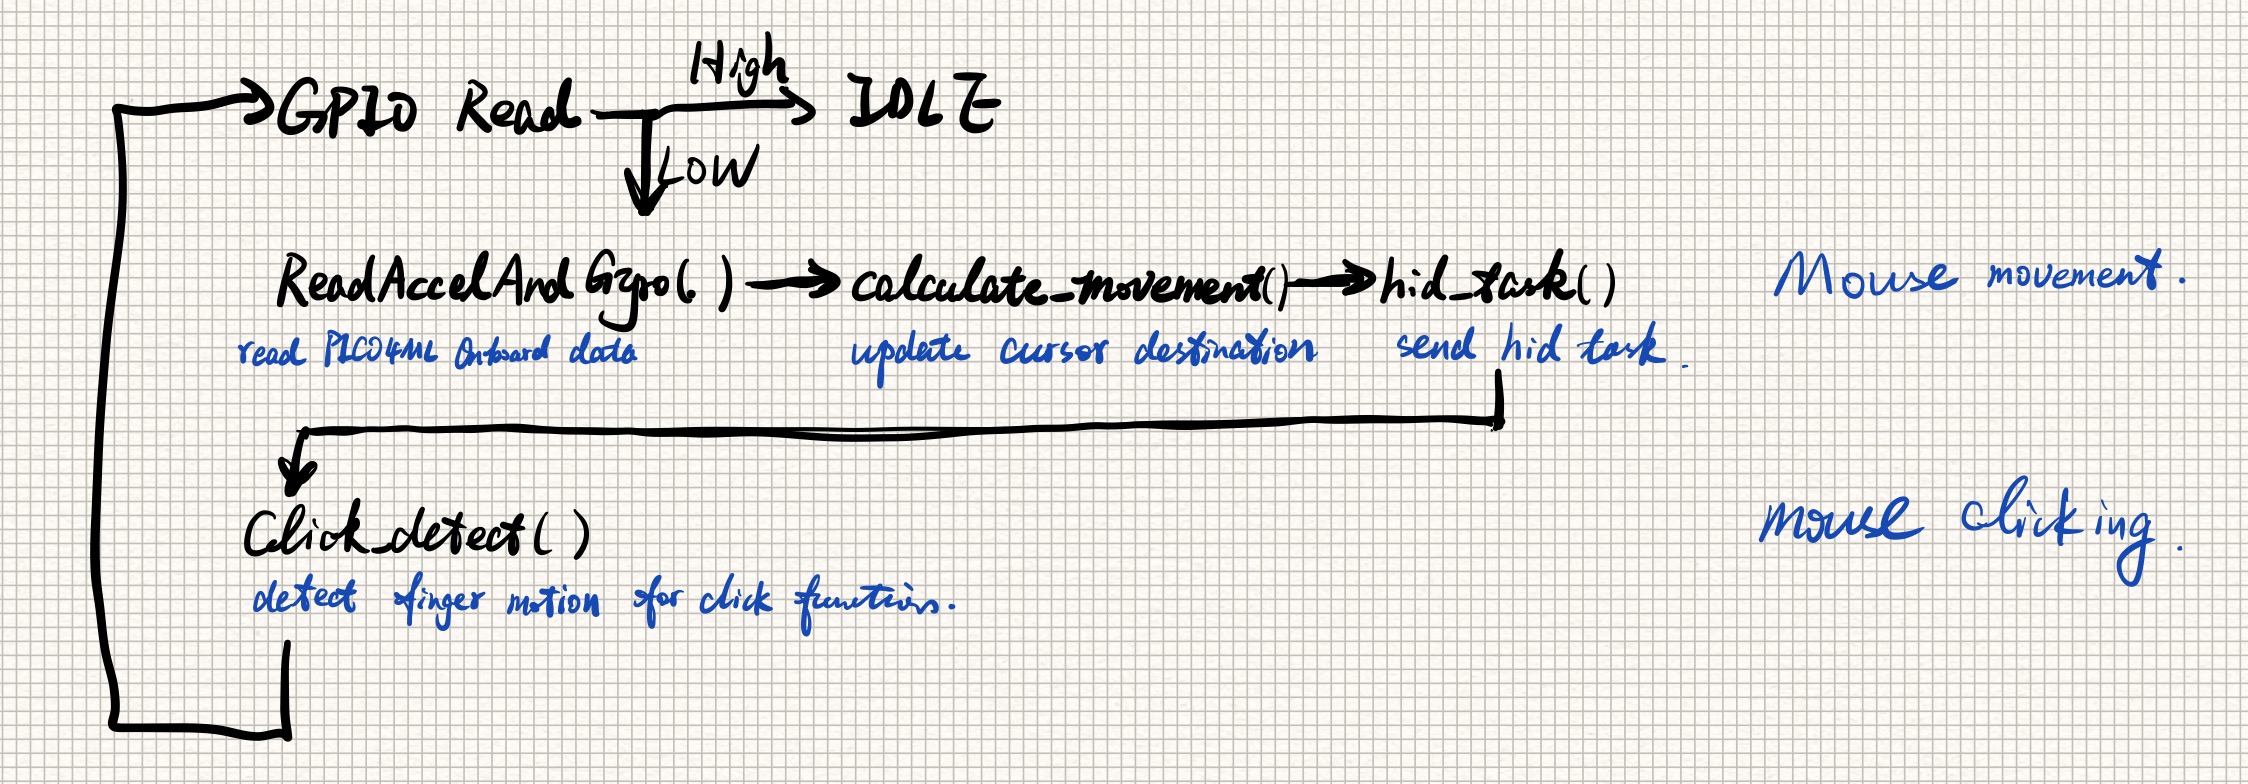 High
GPIO Read IDLE
LOW
ReadAccelAndGyro() calculate_movement() hid_task() Mouse movement.
read PICO4ML Onboard data update cursor destination send hid task.
Click_detect() mouse clicking.
detect finger motion for click function.